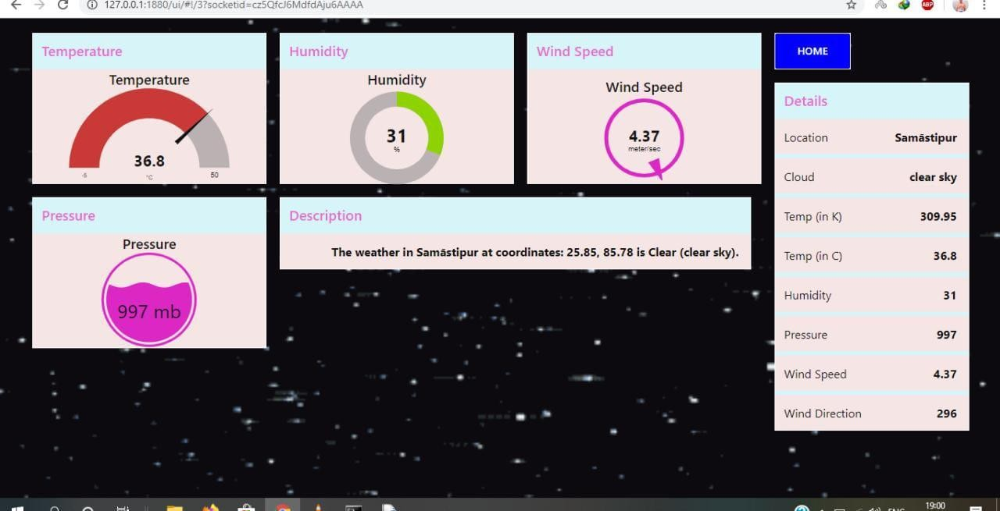 127.0.0.1:1880/ui/#!/3?socketid=cz5QfcJ6MdfdAju6AAAA
ABP
Temperature
Temperature
36.8
°C
-5
50
Humidity
Humidity
31
%
Wind Speed
Wind Speed
4.37
meter/sec
HOME
Pressure
Pressure
997 mb
Description
The weather in Samāstipur at coordinates: 25.85, 85.78 is Clear (clear sky).
Details
Location Samāstipur
Cloud clear sky
Temp (in K) 309.95
Temp (in C) 36.8
Humidity 31
Pressure 997
Wind Speed 4.37
Wind Direction 296
ENG
19:00